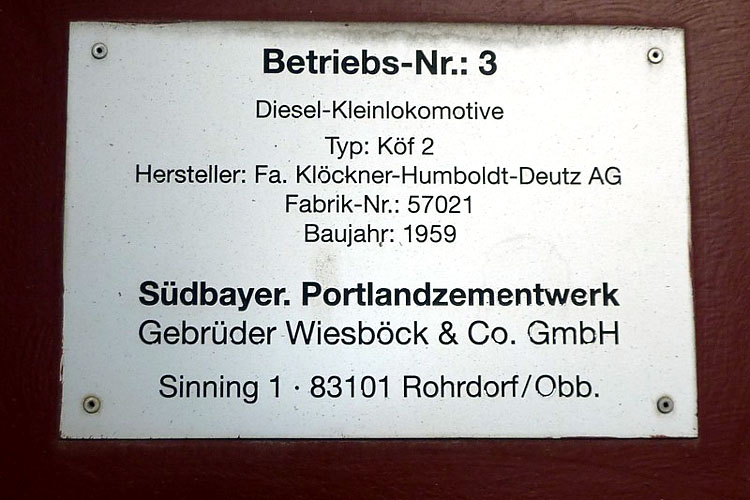 Betriebs-Nr.: 3
Diesel-Kleinlokomotive
Typ: Köf 2
Hersteller: Fa. Klöckner-Humboldt-Deutz AG
Fabrik-Nr.: 57021
Baujahr: 1959
Südbayer. Portlandzementwerk
Gebrüder Wiesböck & Co. GmbH
Sinning 1 · 83101 Rohrdorf/Obb.